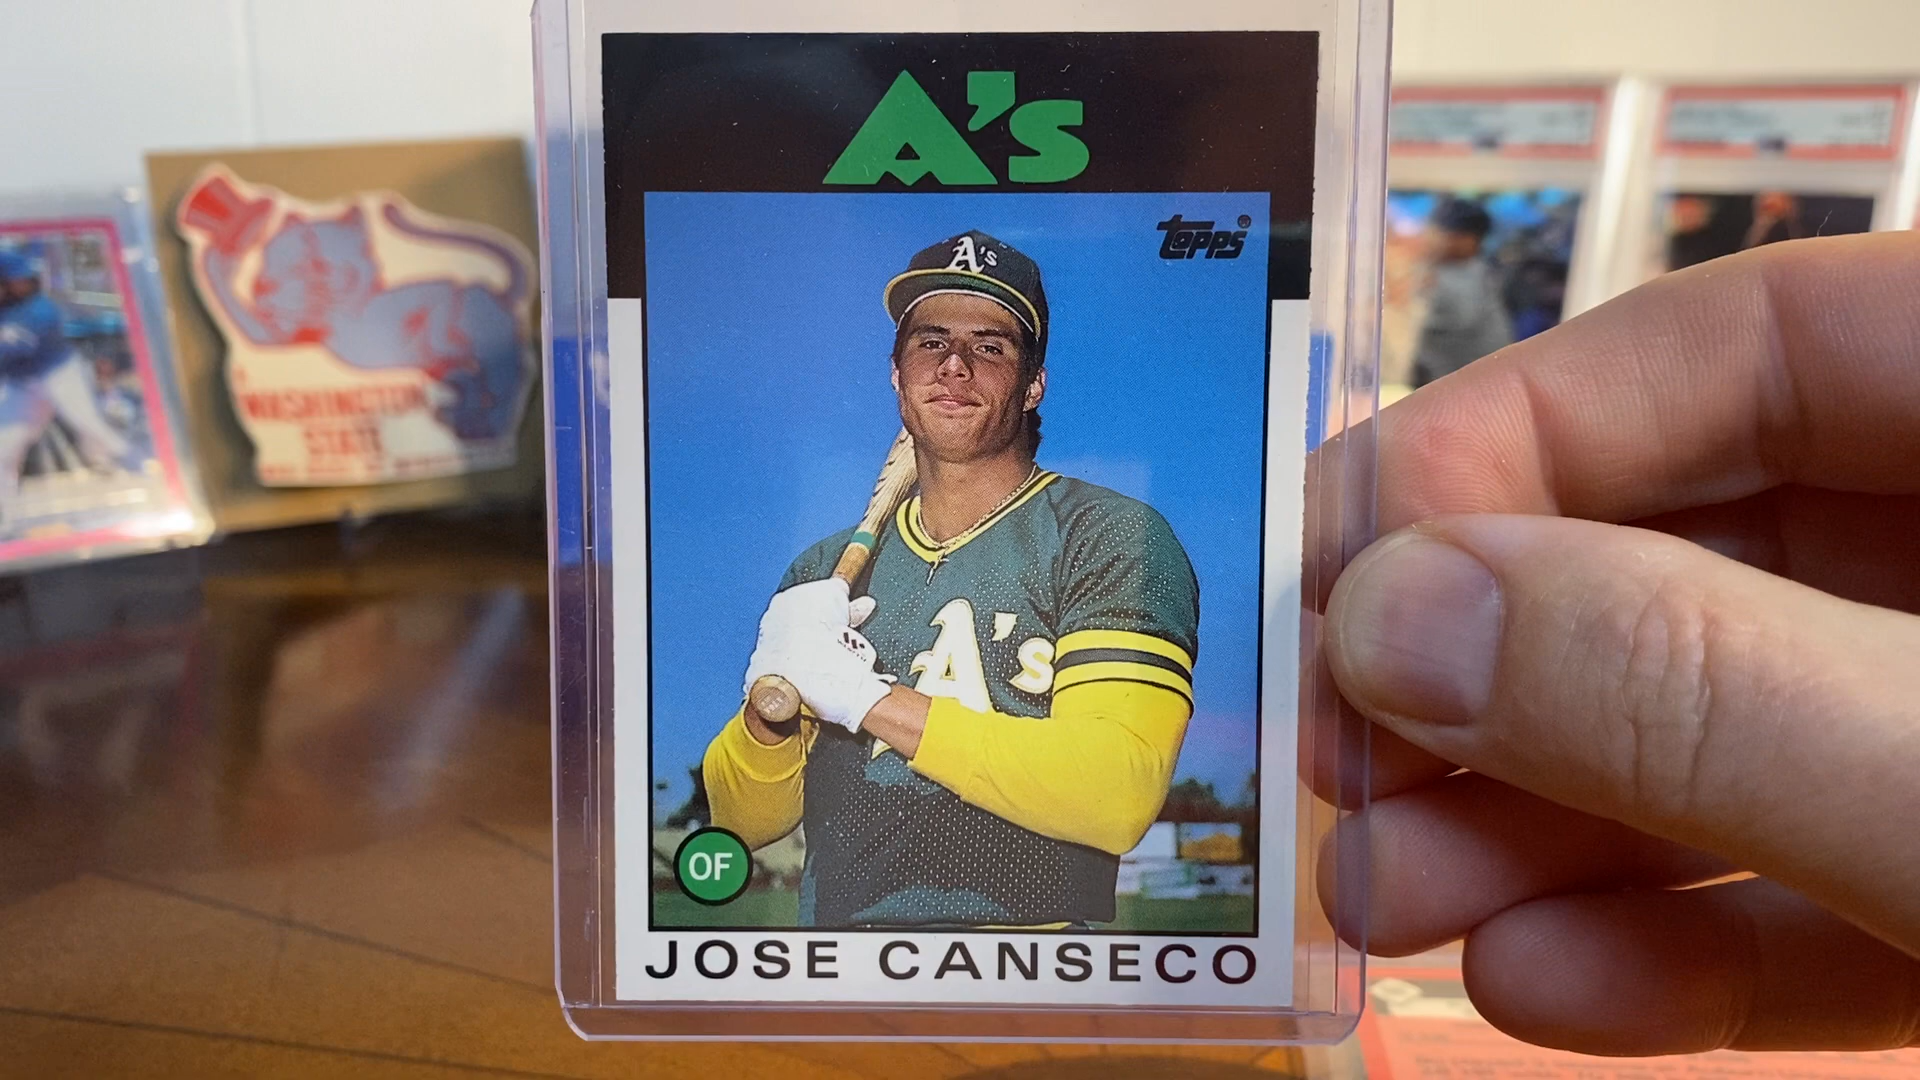 A's
topps®
A's
A's
OF
JOSE CANSECO
WASHINGTON
STATE